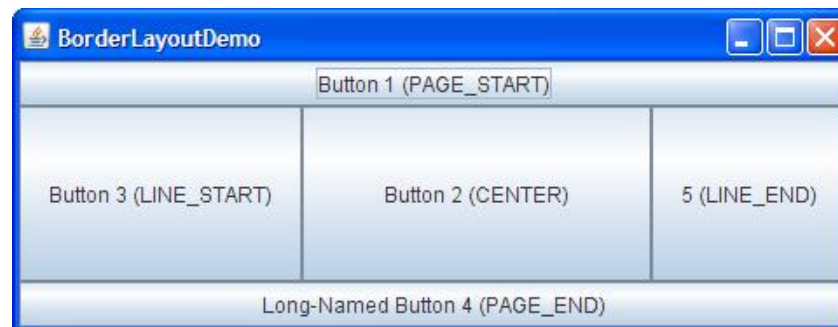 BorderLayoutDemo
Button 1 (PAGE_START)
Button 3 (LINE_START)
Button 2 (CENTER)
5 (LINE_END)
Long-Named Button 4 (PAGE_END)